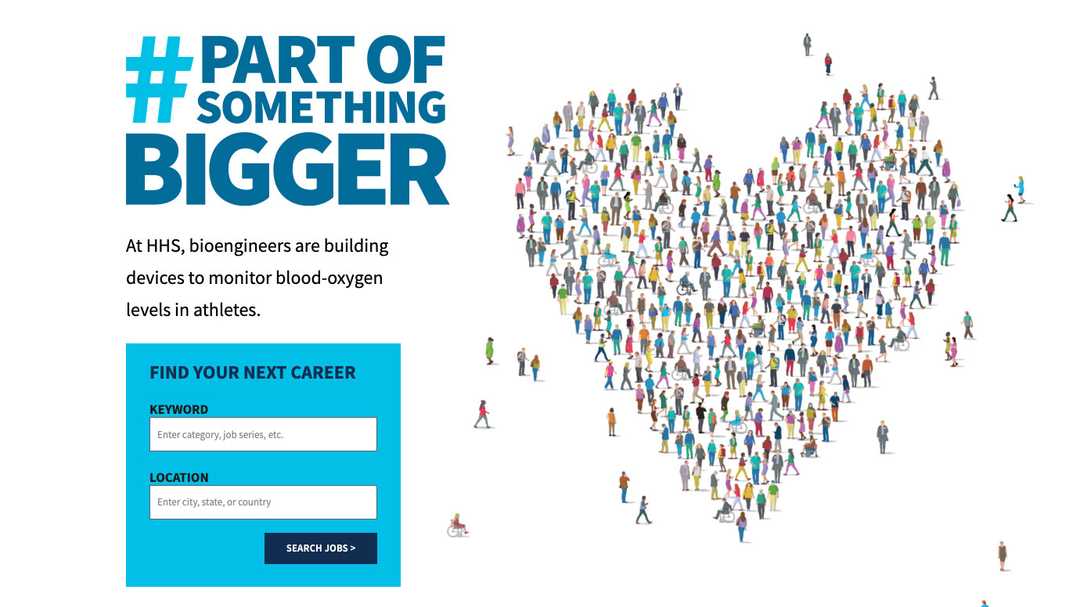 # PART OF
SOMETHING
BIGGER
At HHS, bioengineers are building
devices to monitor blood-oxygen
levels in athletes.
FIND YOUR NEXT CAREER
KEYWORD
Enter category, job series, etc.
LOCATION
Enter city, state, or country
SEARCH JOBS >